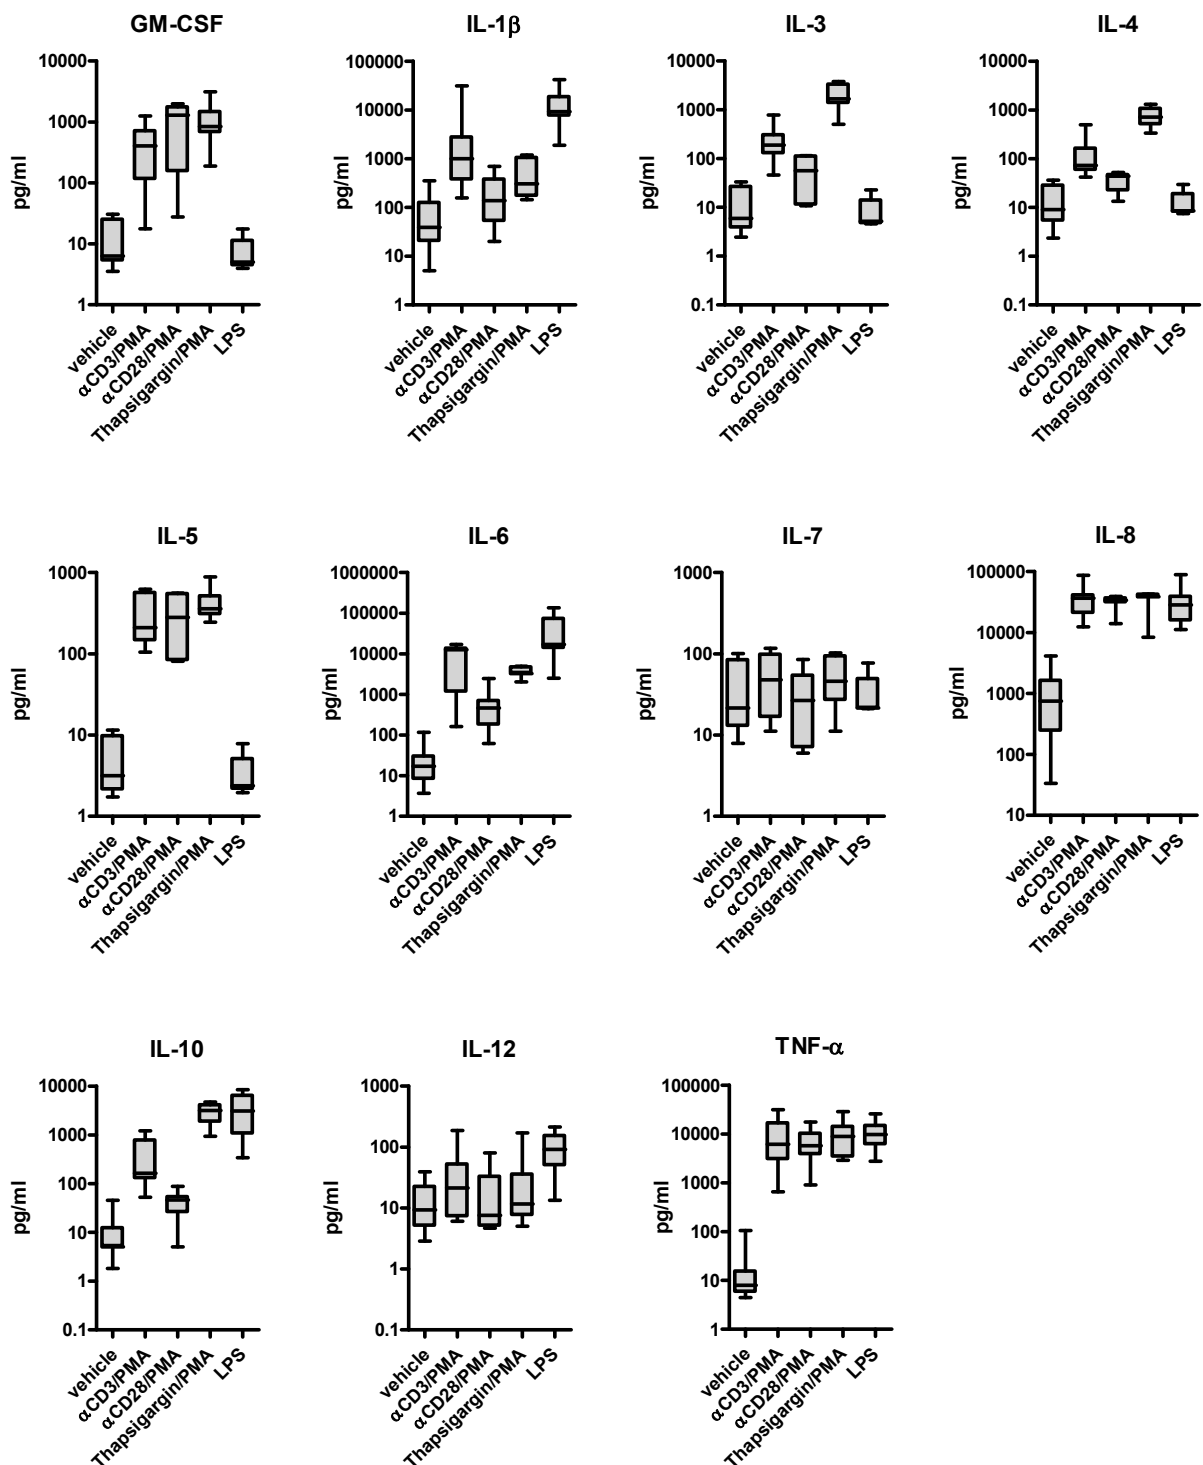 GM-CSF
10000
1000
100
10
1
pg/ml
vehicle
αCD3/PMA
αCD28/PMA
Thapsigargin/PMA
LPS
IL-1β
100000
10000
1000
100
10
1
pg/ml
vehicle
αCD3/PMA
αCD28/PMA
Thapsigargin/PMA
LPS
IL-3
10000
1000
100
10
1
0.1
pg/ml
vehicle
αCD3/PMA
αCD28/PMA
Thapsigargin/PMA
LPS
IL-4
10000
1000
100
10
1
0.1
pg/ml
vehicle
αCD3/PMA
αCD28/PMA
Thapsigargin/PMA
LPS
IL-5
1000
100
10
1
pg/ml
vehicle
αCD3/PMA
αCD28/PMA
Thapsigargin/PMA
LPS
IL-6
1000000
100000
10000
1000
100
10
1
pg/ml
vehicle
αCD3/PMA
αCD28/PMA
Thapsigargin/PMA
LPS
IL-7
1000
100
10
1
pg/ml
vehicle
αCD3/PMA
αCD28/PMA
Thapsigargin/PMA
LPS
IL-8
100000
10000
1000
100
10
pg/ml
vehicle
αCD3/PMA
αCD28/PMA
Thapsigargin/PMA
LPS
IL-10
10000
1000
100
10
1
0.1
pg/ml
vehicle
αCD3/PMA
αCD28/PMA
Thapsigargin/PMA
LPS
IL-12
1000
100
10
1
0.1
pg/ml
vehicle
αCD3/PMA
αCD28/PMA
Thapsigargin/PMA
LPS
TNF-α
100000
10000
1000
100
10
1
pg/ml
vehicle
αCD3/PMA
αCD28/PMA
Thapsigargin/PMA
LPS